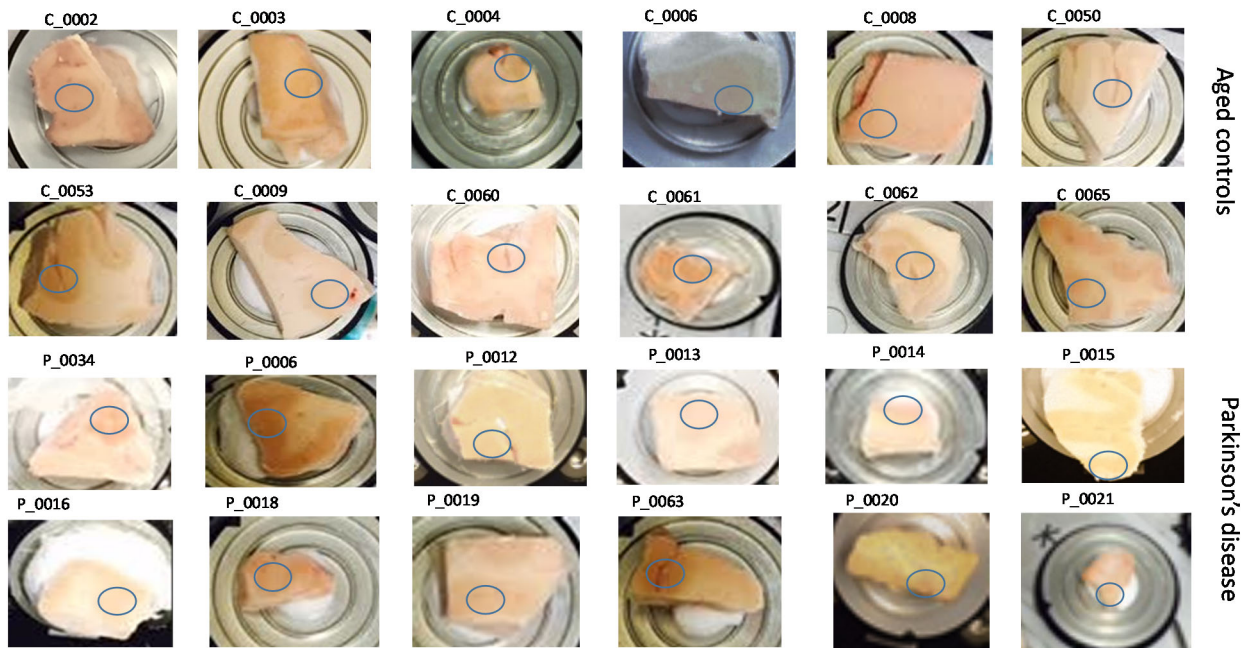 C_0002 C_0003 C_0004 C_0006 C_0008 C_0050
Aged controls
C_0053 C_0009 C_0060 C_0061 C_0062 C_0065
P_0034 P_0006 P_0012 P_0013 P_0014 P_0015
Parkinson's disease
P_0016 P_0018 P_0019 P_0063 P_0020 P_0021